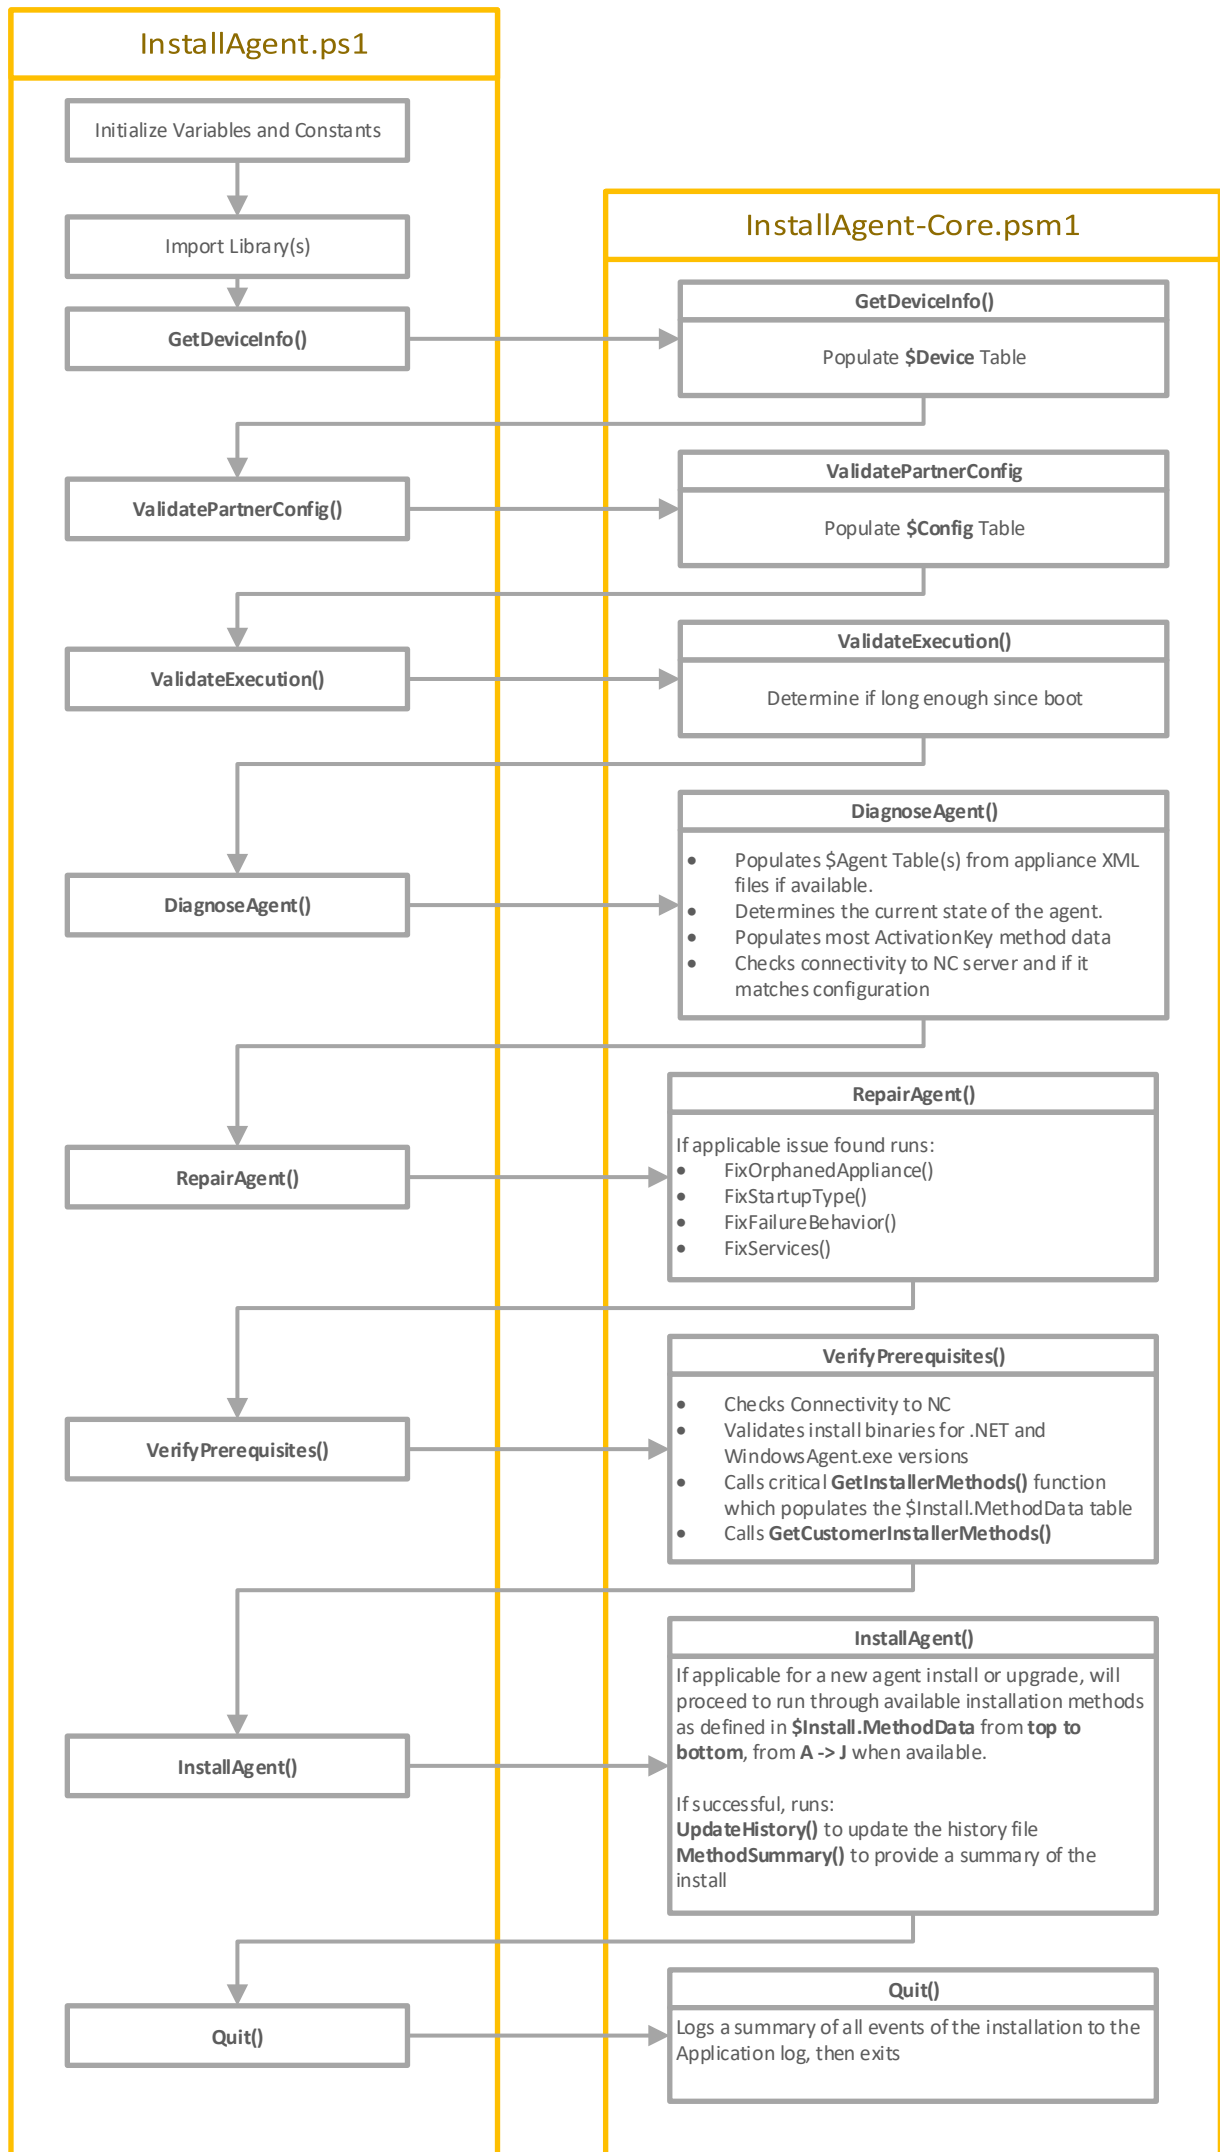 InstallAgent.ps1
Initialize Variables and Constants
Import Library(s)
InstallAgent-Core.psm1
GetDeviceInfo()
GetDeviceInfo()
Populate $Device Table
ValidatePartnerConfig()
ValidatePartnerConfig
Populate $Config Table
ValidateExecution()
ValidateExecution()
Determine if long enough since boot
DiagnoseAgent()
DiagnoseAgent()
• Populates $Agent Table(s) from appliance XML
files if available.
• Determines the current state of the agent.
• Populates most ActivationKey method data
• Checks connectivity to NC server and if it
matches configuration
RepairAgent()
RepairAgent()
If applicable issue found runs:
• FixOrphanedAppliance()
• FixStartupType()
• FixFailureBehavior()
• FixServices()
VerifyPrerequisites()
VerifyPrerequisites()
• Checks Connectivity to NC
• Validates install binaries for .NET and
WindowsAgent.exe versions
• Calls critical GetInstallerMethods() function
which populates the $Install.MethodData table
• Calls GetCustomerInstallerMethods()
InstallAgent()
InstallAgent()
If applicable for a new agent install or upgrade, will
proceed to run through available installation methods
as defined in $Install.MethodData from top to
bottom, from A -> J when available.
If successful, runs:
UpdateHistory() to update the history file
MethodSummary() to provide a summary of the
install
Quit()
Quit()
Logs a summary of all events of the installation to the
Application log, then exits